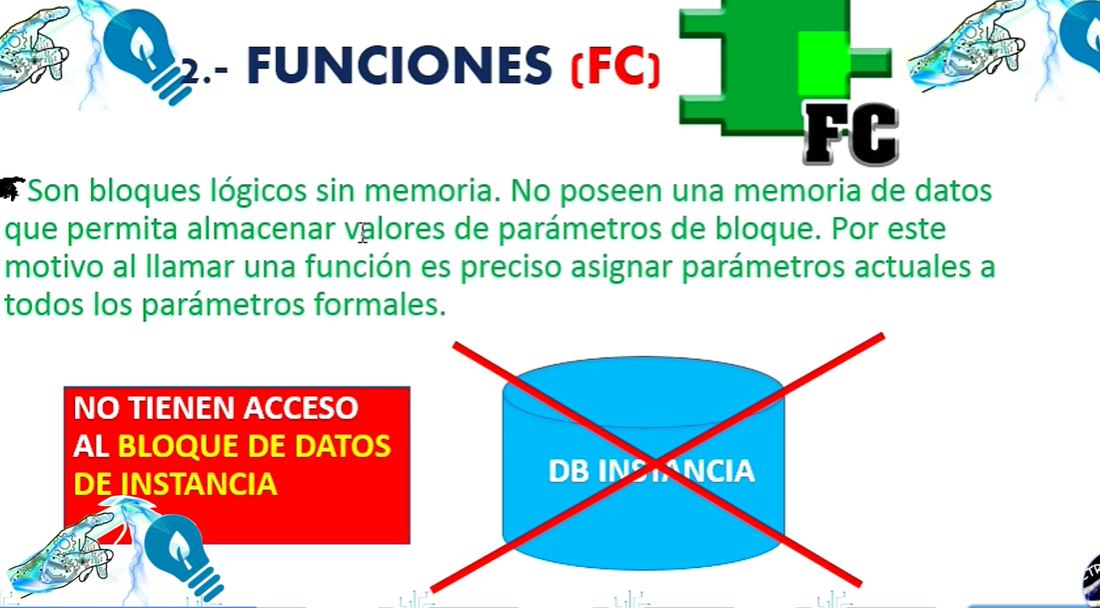 2.- FUNCIONES (FC)
FC
Son bloques lógicos sin memoria. No poseen una memoria de datos
que permita almacenar valores de parámetros de bloque. Por este
motivo al llamar una función es preciso asignar parámetros actuales a
todos los parámetros formales.
NO TIENEN ACCESO
AL BLOQUE DE DATOS
DE INSTANCIA
DB INSTANCIA